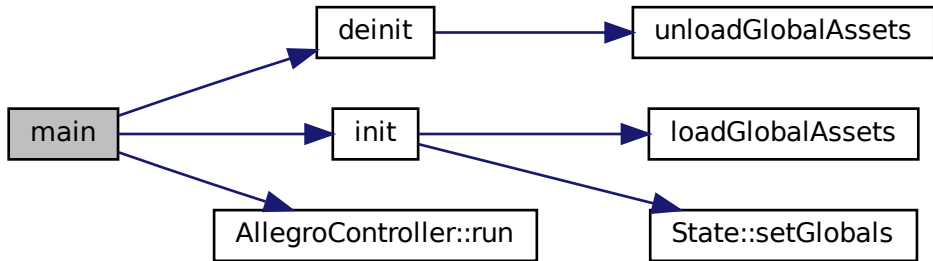 deinit
unloadGlobalAssets
main
init
loadGlobalAssets
AllegroController::run
State::setGlobals